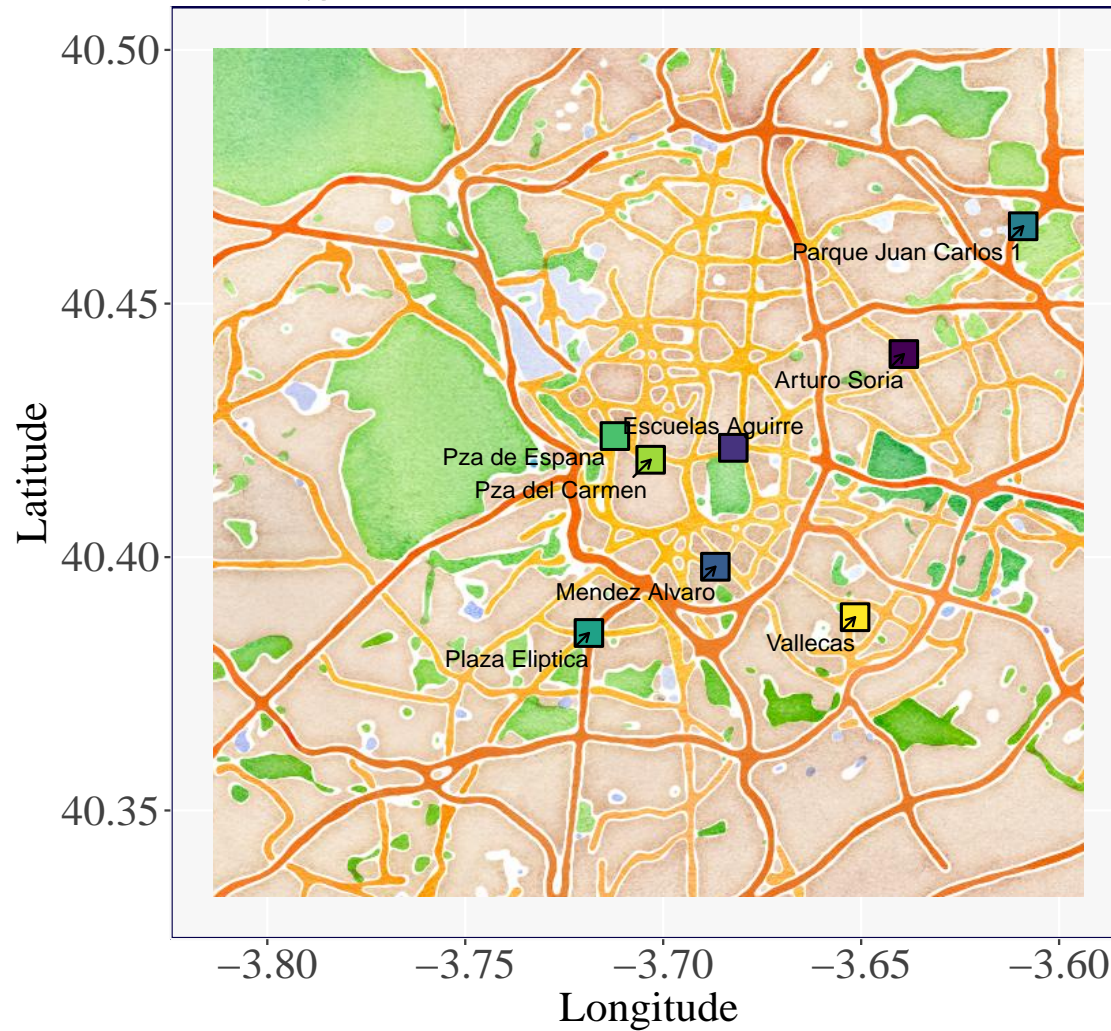 40.50
40.45
40.40
40.35
Latitude
Parque Juan Carlos 1
Arturo Soria
Escuelas Aguirre
Pza de Espana
Pza del Carmen
Mendez Alvaro
Vallecas
Plaza Eliptica
−3.80
−3.75
−3.70
−3.65
−3.60
Longitude